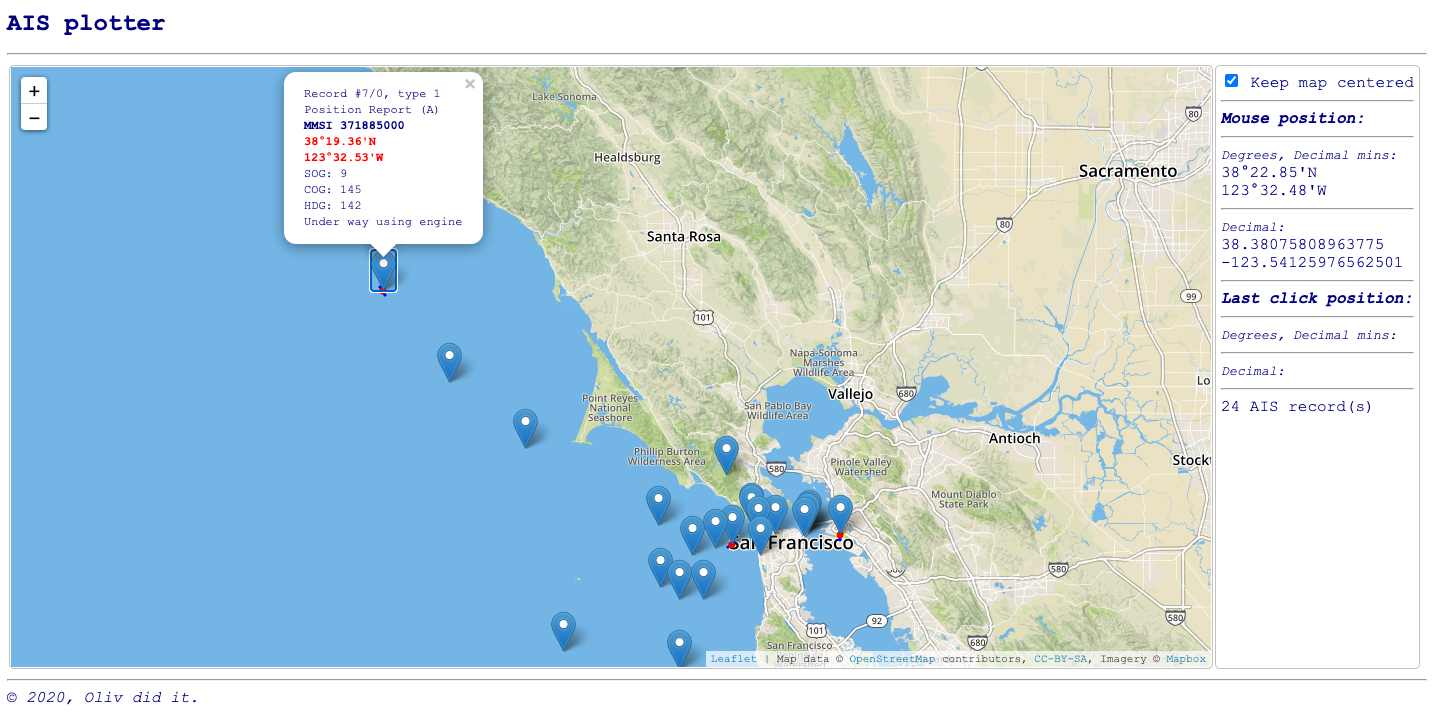 AIS plotter
+
−
×
Record #7/0, type 1
Position Report (A)
MMSI 371885000
38°19.36'N
123°32.53'W
SOG: 9
COG: 145
HDG: 142
Under way using engine
Lake Sonoma
Healdsburg
80
Sacramento
Santa Rosa
80
99
101
Napa-Sonoma
Marshes
Wildlife Area
Lo
Vallejo
680
Point Reyes
National
Seashore
San Pablo Bay
Wildlife Area
Antioch
Phillip Burton
Wilderness Area
580
Pinole Valley
Watershed
Stockt
Mount Diablo
State Park
San Francisco
580
580
101
92
680
San Francisco
Leaflet | Map data © OpenStreetMap contributors, CC-BY-SA, Imagery © Mapbox
Keep map centered
Mouse position:
Degrees, Decimal mins:
38°22.85'N
123°32.48'W
Decimal:
38.38075808963775
-123.54125976562501
Last click position:
Degrees, Decimal mins:
Decimal:
24 AIS record(s)
© 2020, Oliv did it.